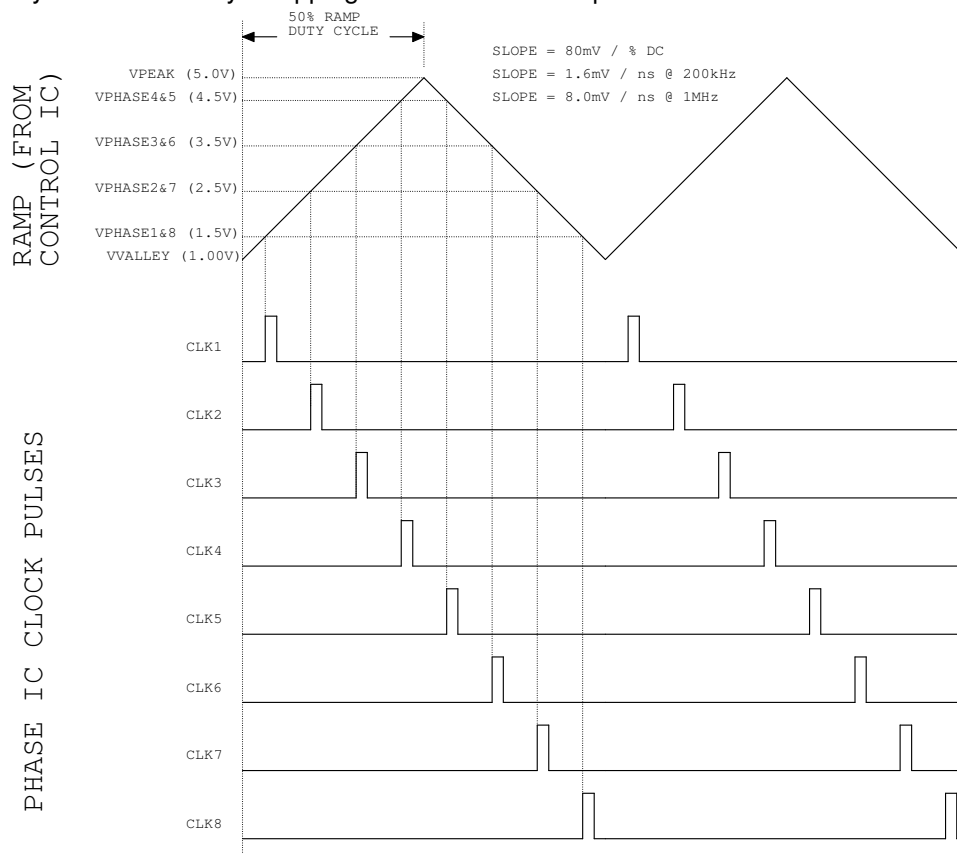 50% RAMP
DUTY CYCLE
SLOPE = 80mV / % DC
SLOPE = 1.6mV / ns @ 200kHz
SLOPE = 8.0mV / ns @ 1MHz
RAMP (FROM
CONTROL IC)
VPEAK (5.0V)
VPHASE4&5 (4.5V)
VPHASE3&6 (3.5V)
VPHASE2&7 (2.5V)
VPHASE1&8 (1.5V)
VVALLEY (1.00V)
PHASE IC CLOCK PULSES
CLK1
CLK2
CLK3
CLK4
CLK5
CLK6
CLK7
CLK8